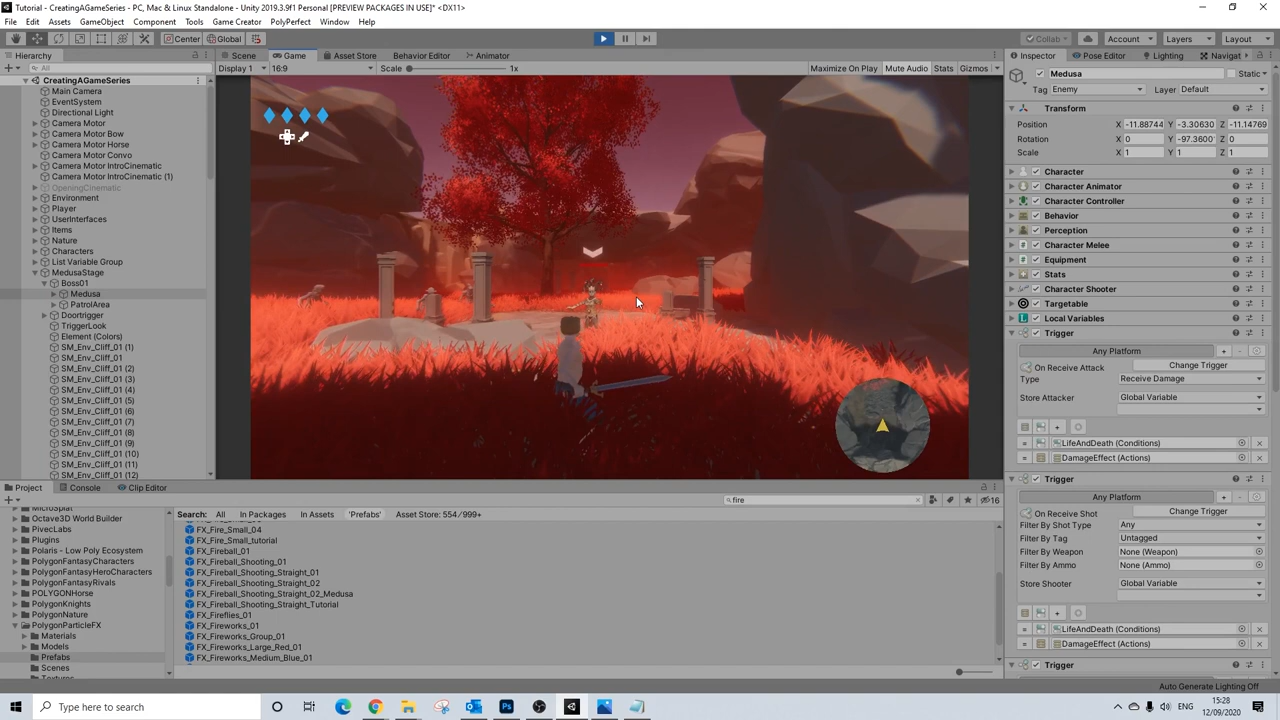 Tutorial - CreatingAGameSeries - PC, Mac & Linux Standalone - Unity 2019.3.9f1 Personal [PREVIEW PACKAGES IN USE]* <DX11>
File Edit Assets GameObject Component Tools Game Creator PolyPerfect Window Help
Center Global Collab Account Layers Layout
Hierarchy
All
CreatingAGameSeries
Main Camera
EventSystem
Directional Light
Camera Motor
Camera Motor Bow
Camera Motor Horse
Camera Motor Convo
Camera Motor IntroCinematic
Camera Motor IntroCinematic (1)
OpeningCinematic
Environment
Player
UserInterfaces
Items
Nature
Characters
List Variable Group
MedusaStage
Boss01
Medusa
PatrolArea
Doortrigger
TriggerLook
Element (Colors)
SM_Env_Cliff_01 (1)
SM_Env_Cliff_01
SM_Env_Cliff_01 (2)
SM_Env_Cliff_01 (3)
SM_Env_Cliff_01 (4)
SM_Env_Cliff_01 (5)
SM_Env_Cliff_01 (6)
SM_Env_Cliff_01 (7)
SM_Env_Cliff_01 (8)
SM_Env_Cliff_01 (9)
SM_Env_Cliff_01 (10)
SM_Env_Cliff_01 (11)
SM_Env_Cliff_01 (12)
Scene Game Asset Store Behavior Editor Animator
Display 1 16:9 Scale 1x Maximize On Play Mute Audio Stats Gizmos
Inspector Pose Editor Lighting Navigat
Medusa Static
Tag Enemy Layer Default
Transform
Position X -11.88744 Y -3.30630 Z -11.14769
Rotation X 0 Y -97.3600 Z 0
Scale X 1 Y 1 Z 1
Character
Character Animator
Character Controller
Behavior
Perception
Character Melee
Equipment
Stats
Character Shooter
Targetable
Local Variables
Trigger
Any Platform
On Receive Attack Change Trigger
Type Receive Damage
Store Attacker Global Variable
LifeAndDeath (Conditions)
DamageEffect (Actions)
Trigger
Any Platform
On Receive Shot Change Trigger
Filter By Shot Type Any
Filter By Tag Untagged
Filter By Weapon None (Weapon)
Filter By Ammo None (Ammo)
Store Shooter Global Variable
LifeAndDeath (Conditions)
DamageEffect (Actions)
Trigger
Auto Generate Lighting Off
Project Console Clip Editor
fire
16
Octave3D World Builder
PivecLabs
Plugins
Polaris - Low Poly Ecosystem
PolygonFantasyCharacters
PolygonFantasyHeroCharacters
PolygonFantasyRivals
POLYGONHorse
PolygonKnights
PolygonNature
PolygonParticleFX
Materials
Models
Prefabs
Scenes
Search: All In Packages In Assets 'Prefabs' Asset Store: 554/999+
FX_Fire_Small_04
FX_Fire_Small_tutorial
FX_Fireball_01
FX_Fireball_Shooting_01
FX_Fireball_Shooting_Straight_01
FX_Fireball_Shooting_Straight_02
FX_Fireball_Shooting_Straight_02_Medusa
FX_Fireball_Shooting_Straight_Tutorial
FX_Fireflies_01
FX_Fireworks_01
FX_Fireworks_Group_01
FX_Fireworks_Large_Red_01
FX_Fireworks_Medium_Blue_01
Type here to search
15:28
12/09/2020